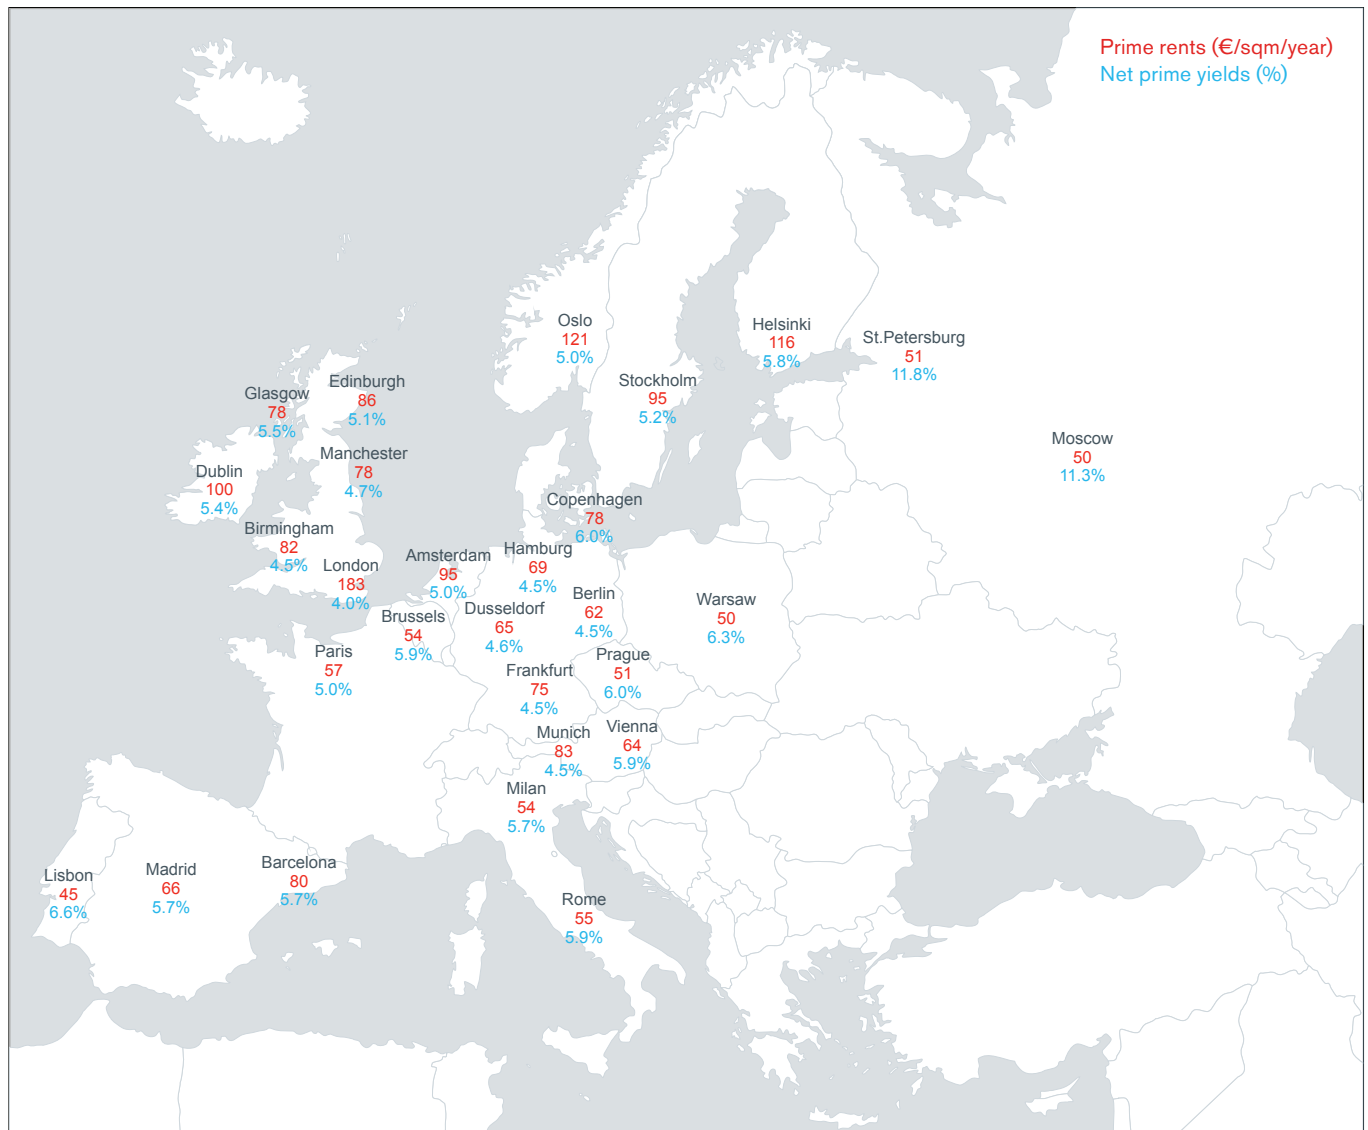 Prime rents (€/sqm/year)
Net prime yields (%)
Oslo
121
5.0%
Helsinki
116
5.8%
St.Petersburg
51
11.8%
Stockholm
95
5.2%
Edinburgh
86
5.1%
Glasgow
78
5.5%
Moscow
50
11.3%
Manchester
78
4.7%
Dublin
100
5.4%
Copenhagen
78
6.0%
Birmingham
82
4.5%
Hamburg
69
4.5%
Amsterdam
95
5.0%
London
183
4.0%
Berlin
62
4.5%
Warsaw
50
6.3%
Dusseldorf
65
4.6%
Brussels
54
5.9%
Paris
57
5.0%
Prague
51
6.0%
Frankfurt
75
4.5%
Vienna
64
5.9%
Munich
83
4.5%
Milan
54
5.7%
Barcelona
80
5.7%
Madrid
66
5.7%
Lisbon
45
6.6%
Rome
55
5.9%